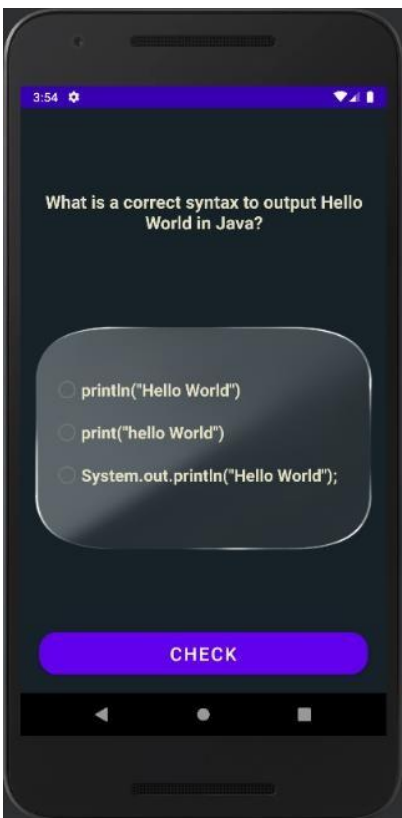 3:54
What is a correct syntax to output Hello
World in Java?
println("Hello World")
print("hello World")
System.out.println("Hello World");
CHECK